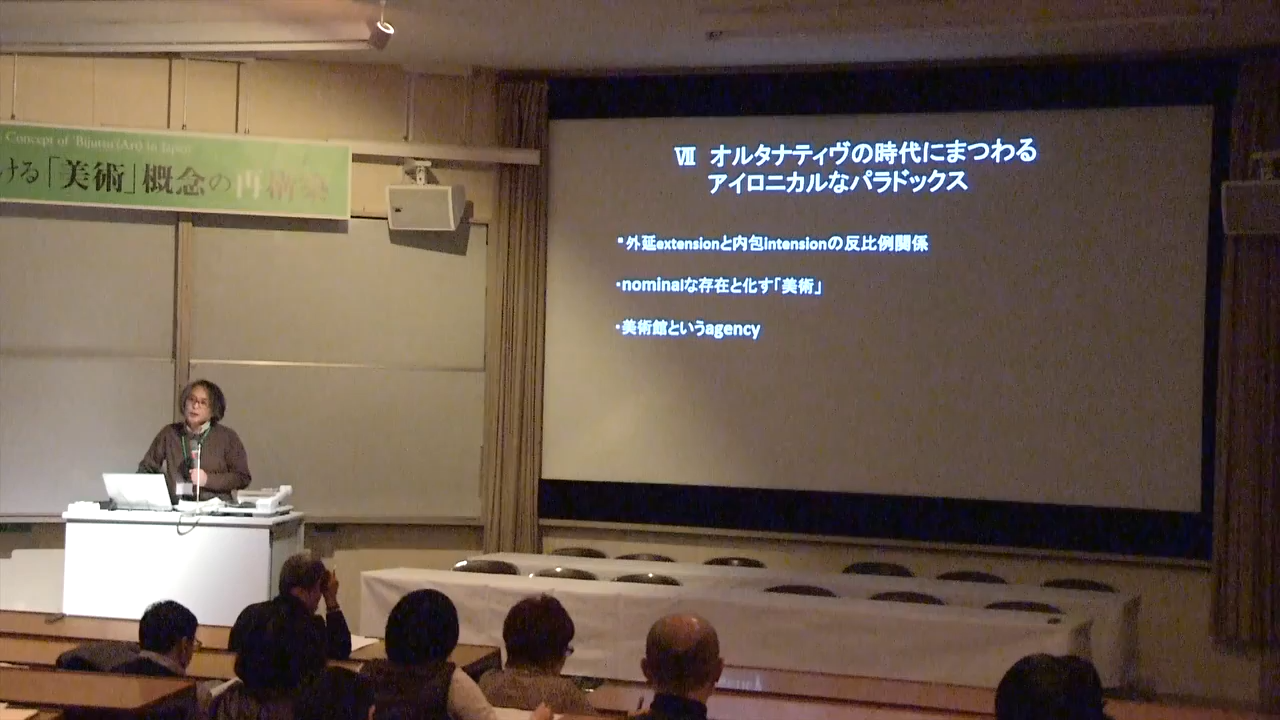 Concept of 'Bijutsu'(Art) in Japan
ける「美術」概念の再構築
Ⅶ オルタナティヴの時代にまつわる
アイロニカルなパラドックス
・外延extensionと内包intensionの反比例関係
・nominalな存在と化す「美術」
・美術館というagency